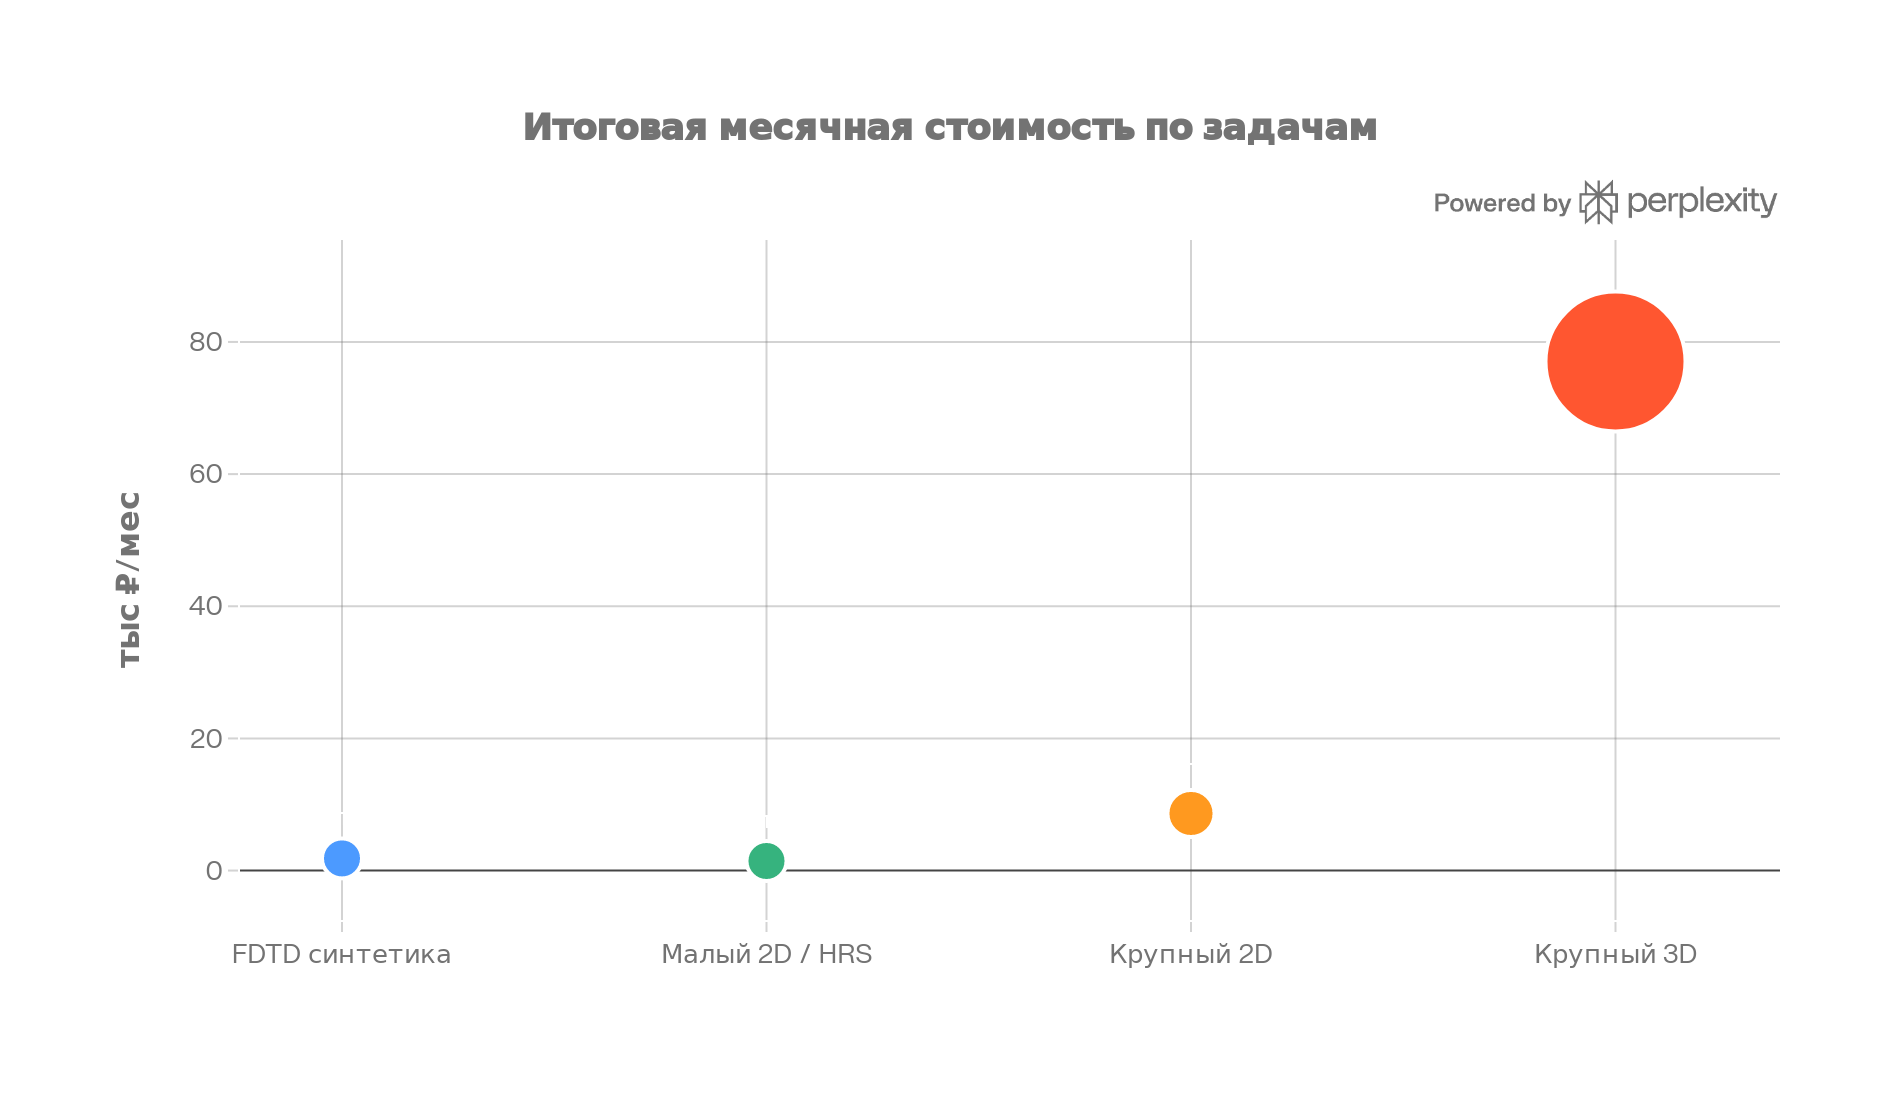 Итоговая месячная стоимость по задачам
Powered by perplexity
тыс ₽/мес
80
60
40
20
0
FDTD синтетика
Малый 2D / HRS
Крупный 2D
Крупный 3D